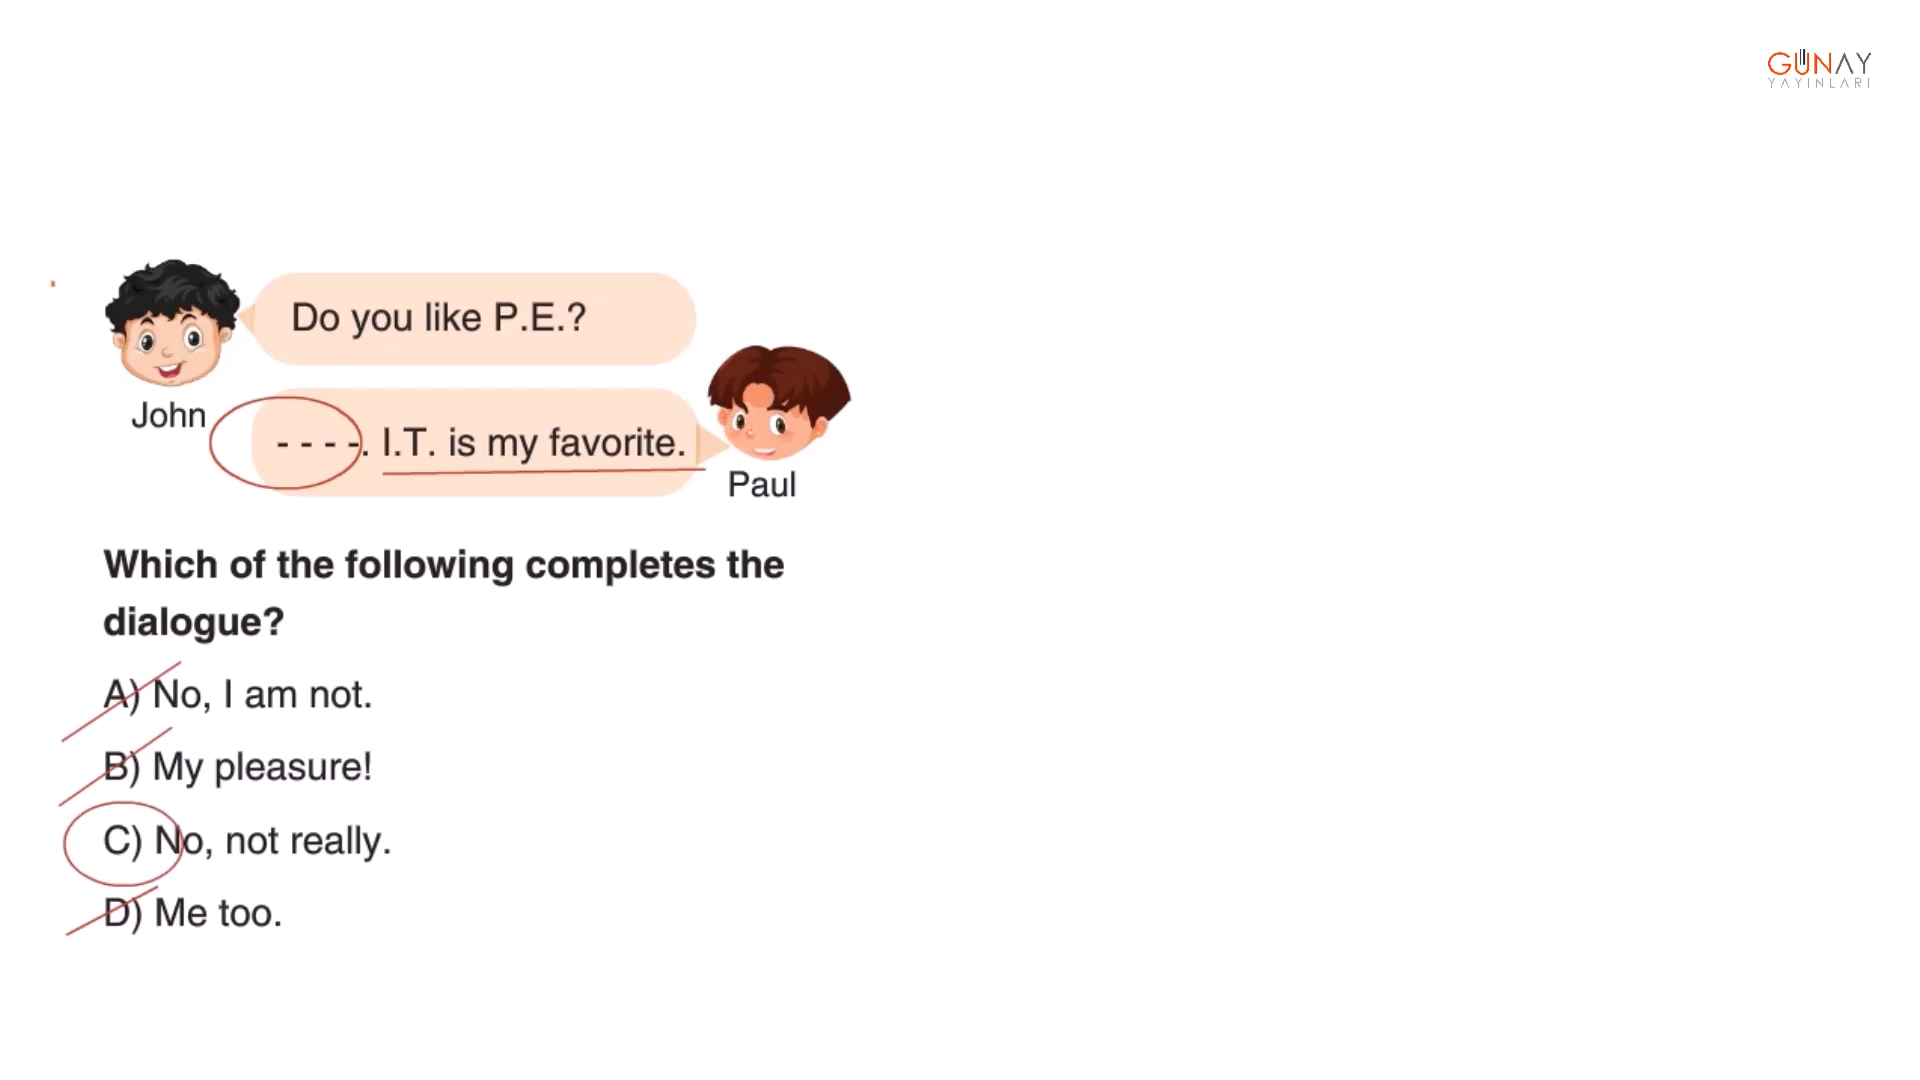 GÜNAY
YAYINLARI
Do you like P.E.?
John
- - - -. I.T. is my favorite.
Paul
Which of the following completes the
dialogue?
A) No, I am not.
B) My pleasure!
C) No, not really.
D) Me too.